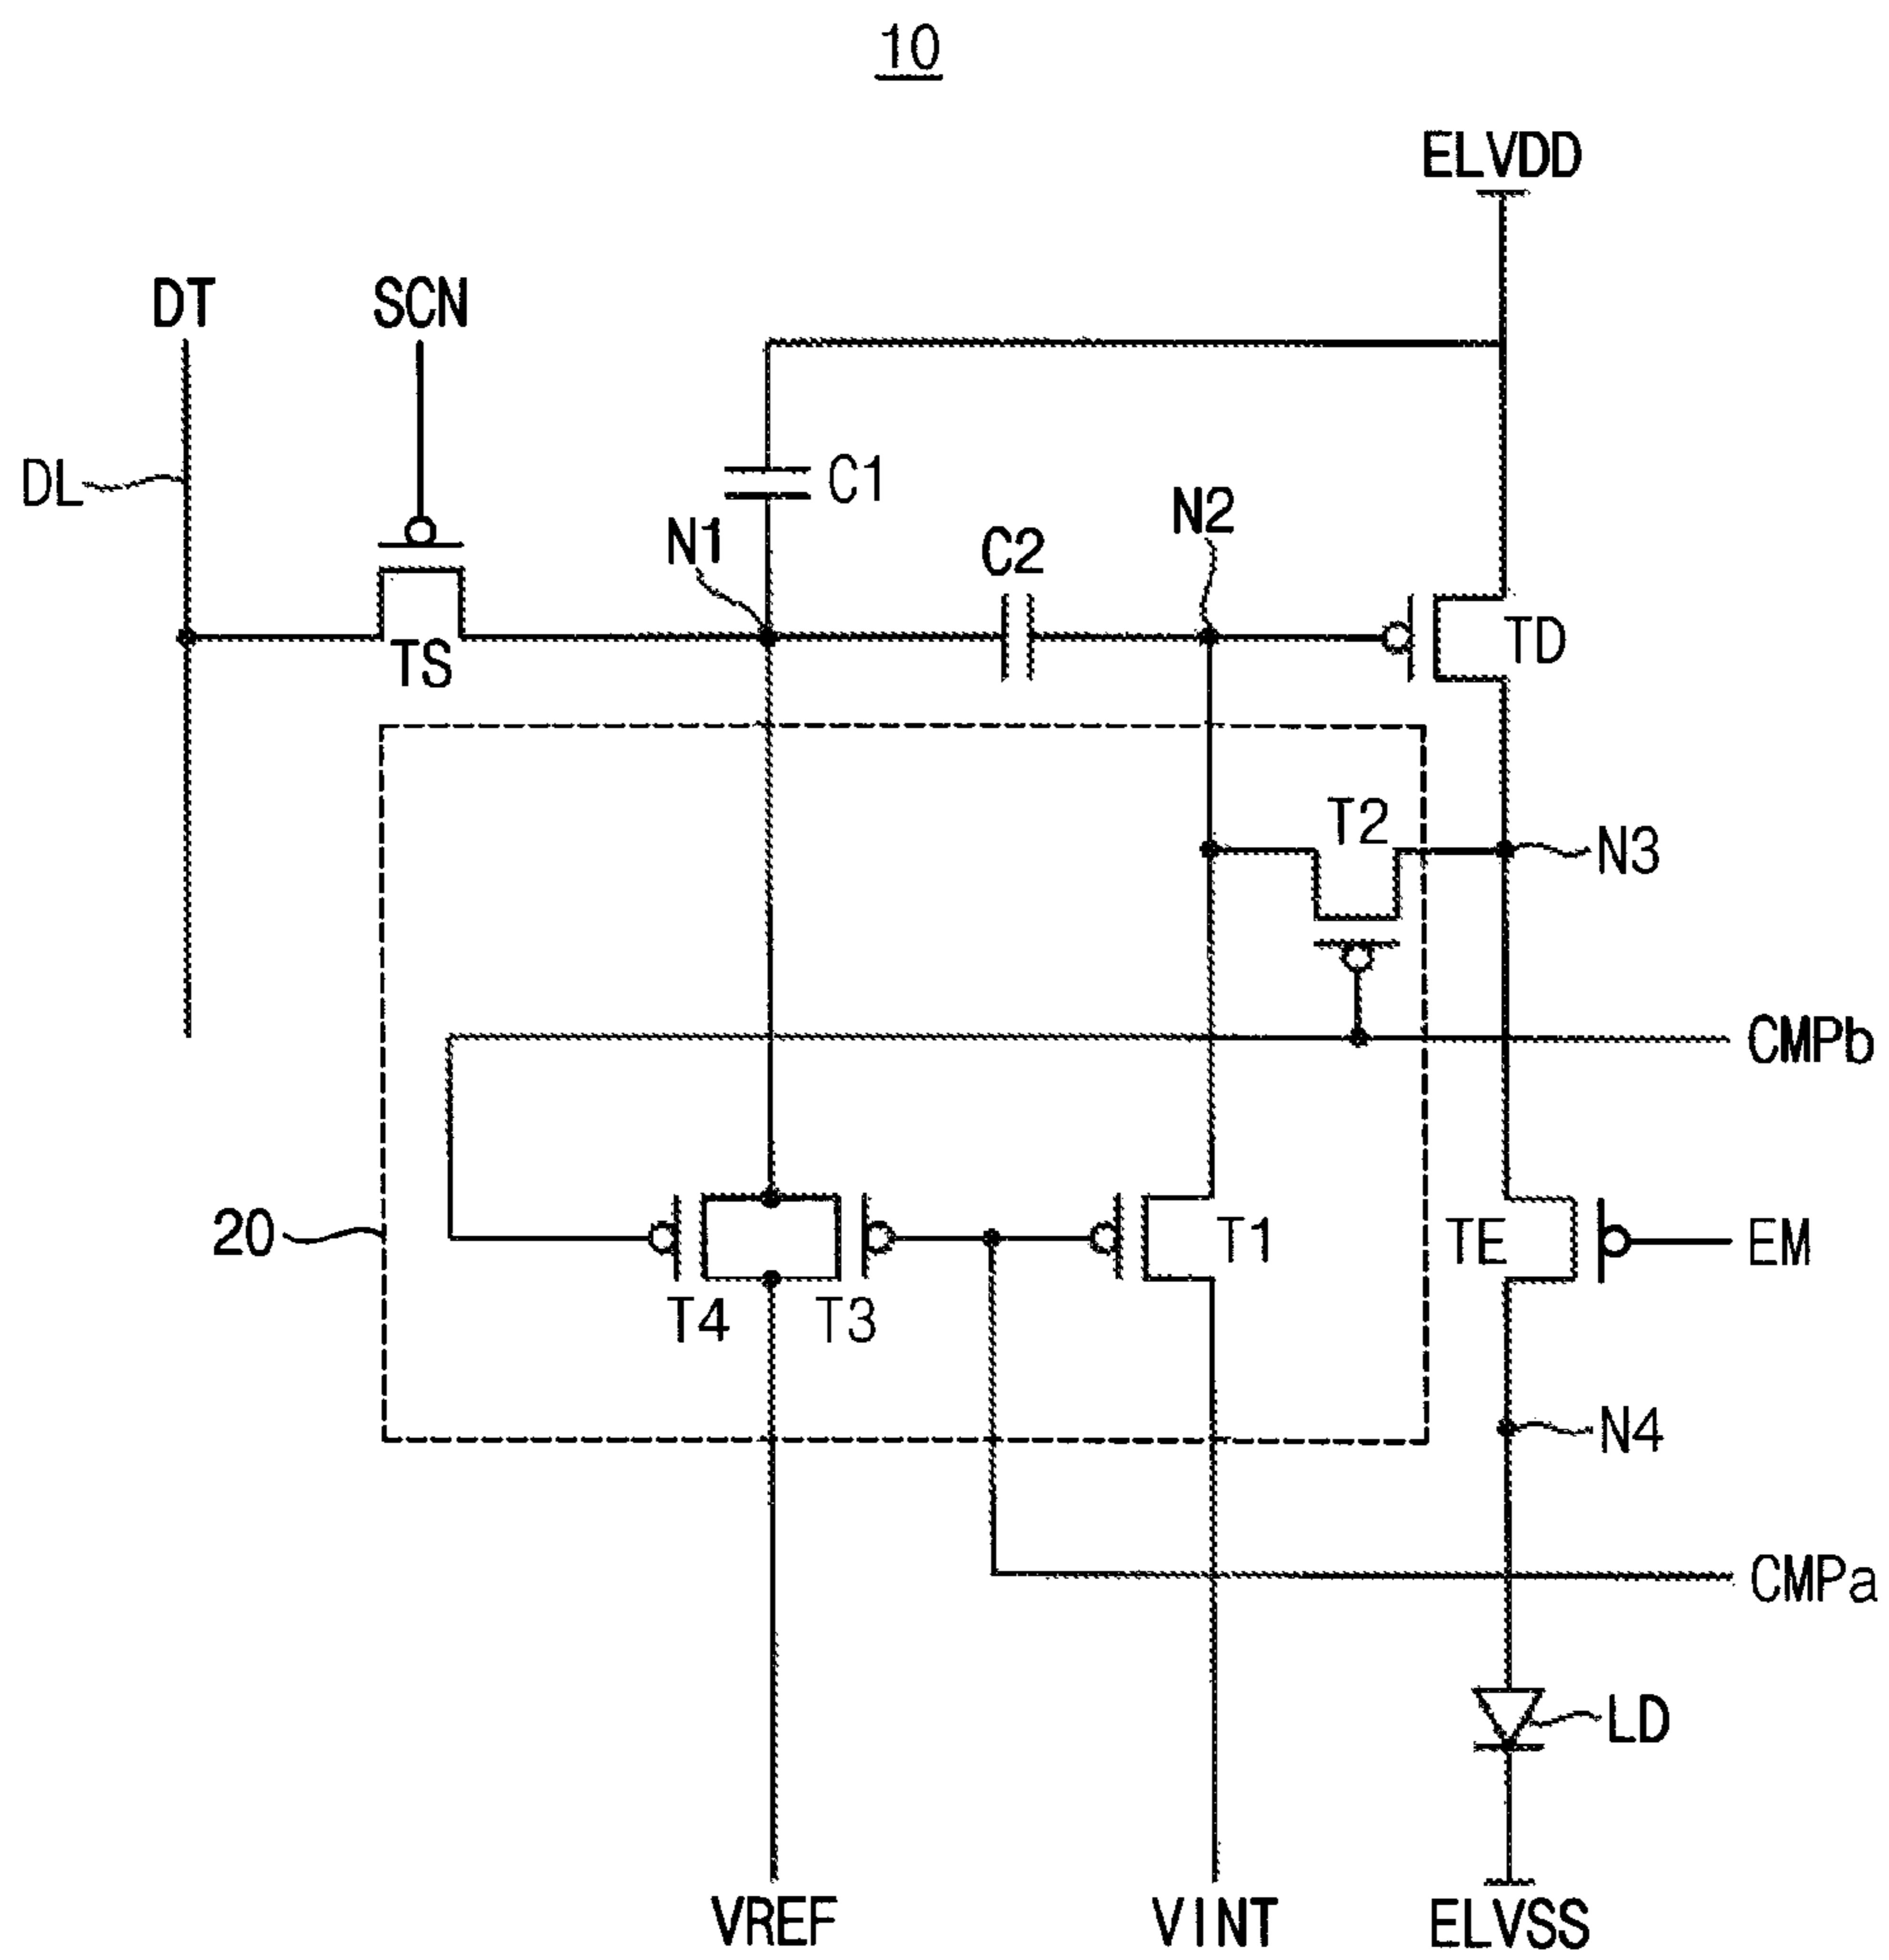 10
ELVDD
DT
SCN
DL
C1
N1
C2
N2
TS
TD
T2
N3
CMPb
20
T4
T3
T1
TE
EM
N4
CMPa
LD
VREF
VINT
ELVSS